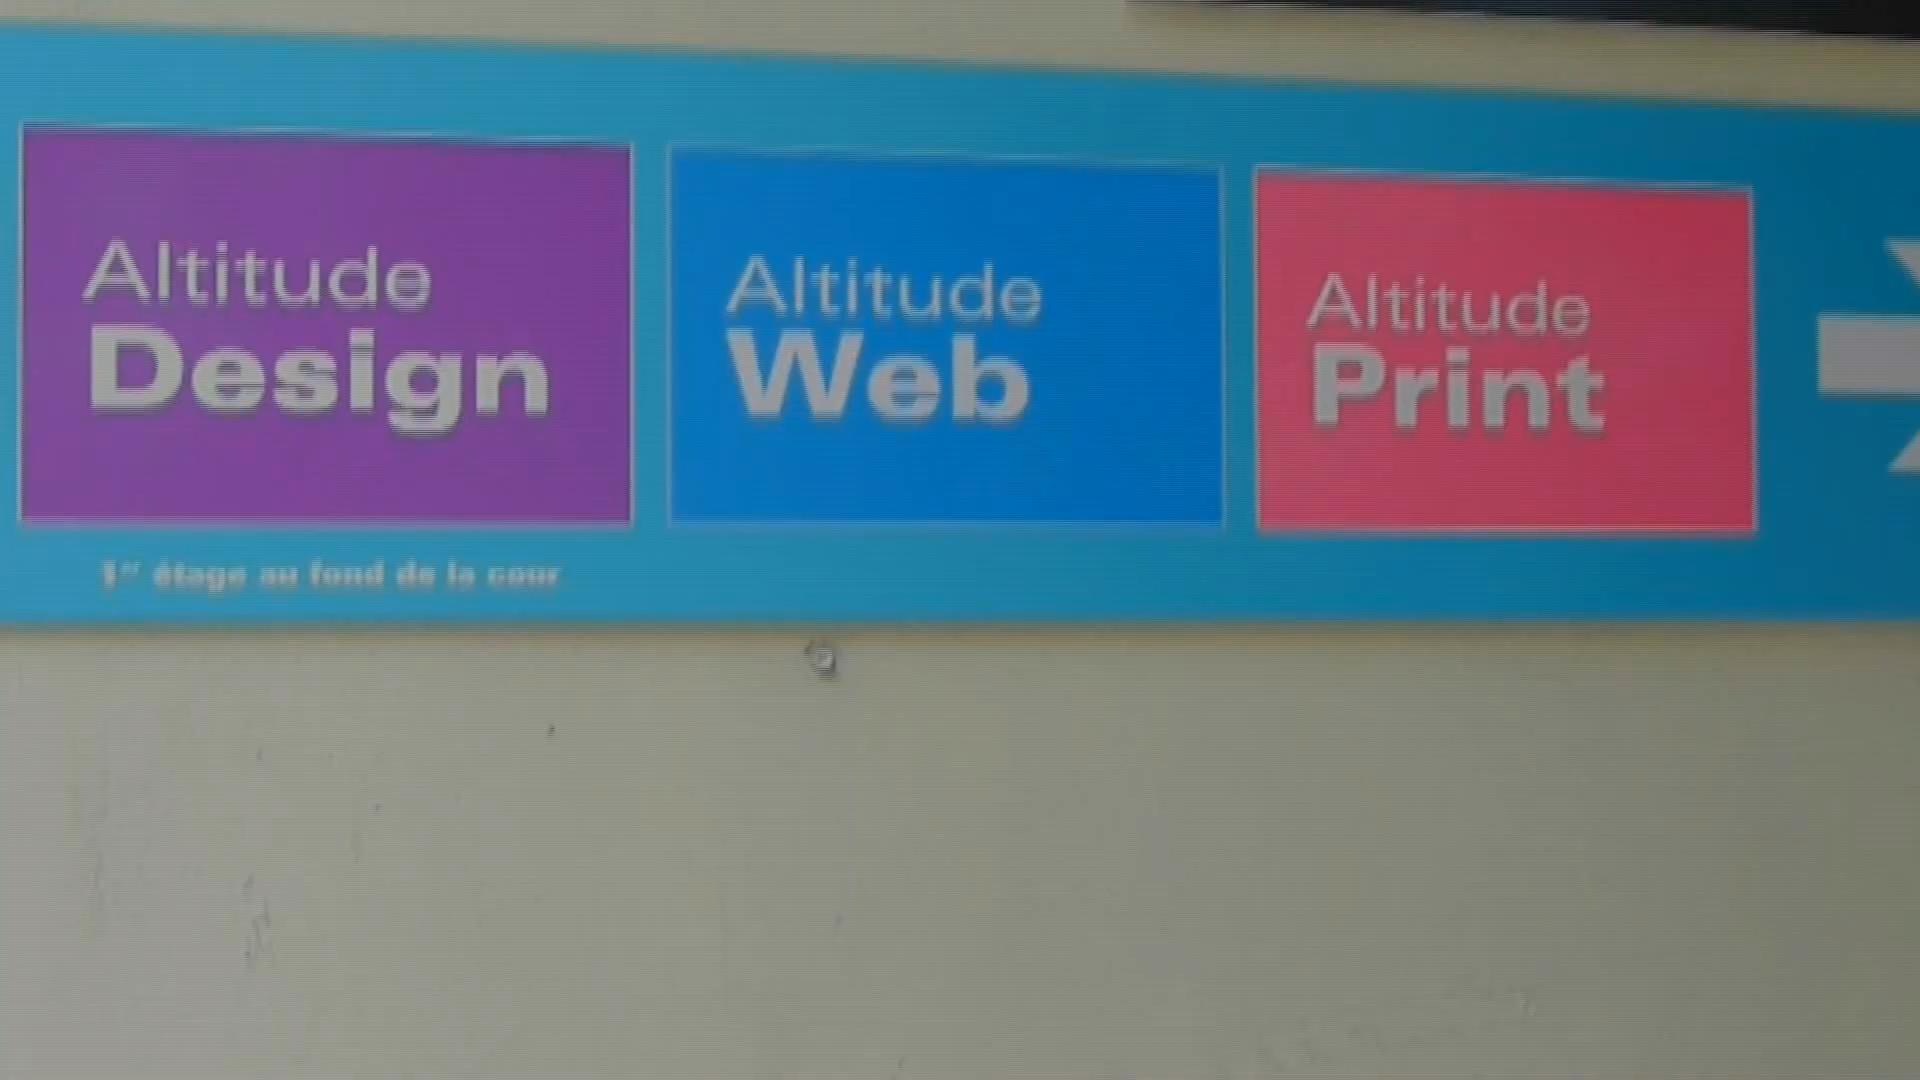 Altitude
Design
Altitude
Web
Altitude
Print
1er étage au fond de la cour